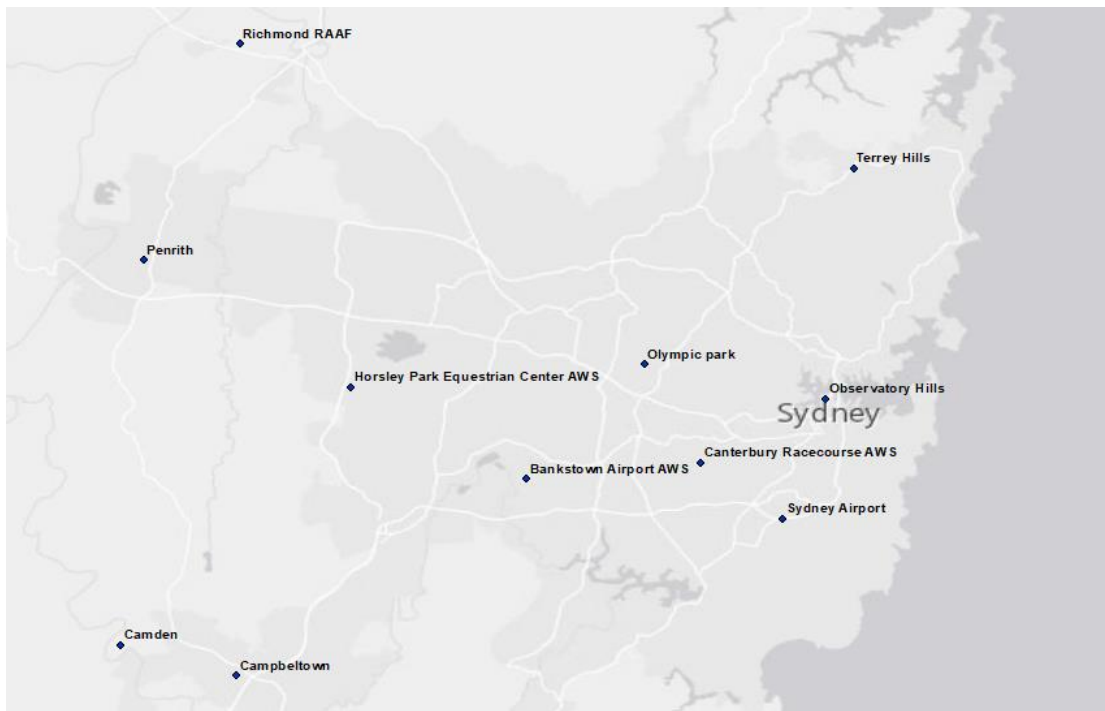 Richmond RAAF
Terrey Hills
Penrith
Olympic park
Horsley Park Equestrian Center AWS
Observatory Hills
Sydney
Canterbury Racecourse AWS
Bankstown Airport AWS
Sydney Airport
Camden
Campbeltown